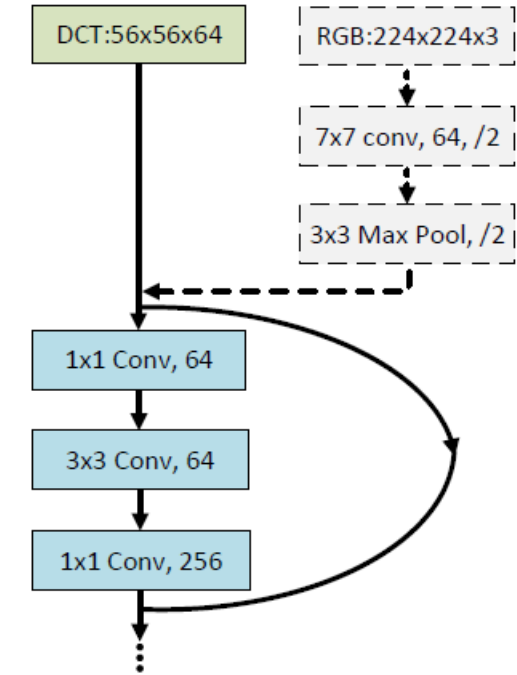 DCT:56x56x64
RGB:224x224x3
7x7 conv, 64, /2
3x3 Max Pool, /2
1x1 Conv, 64
3x3 Conv, 64
1x1 Conv, 256